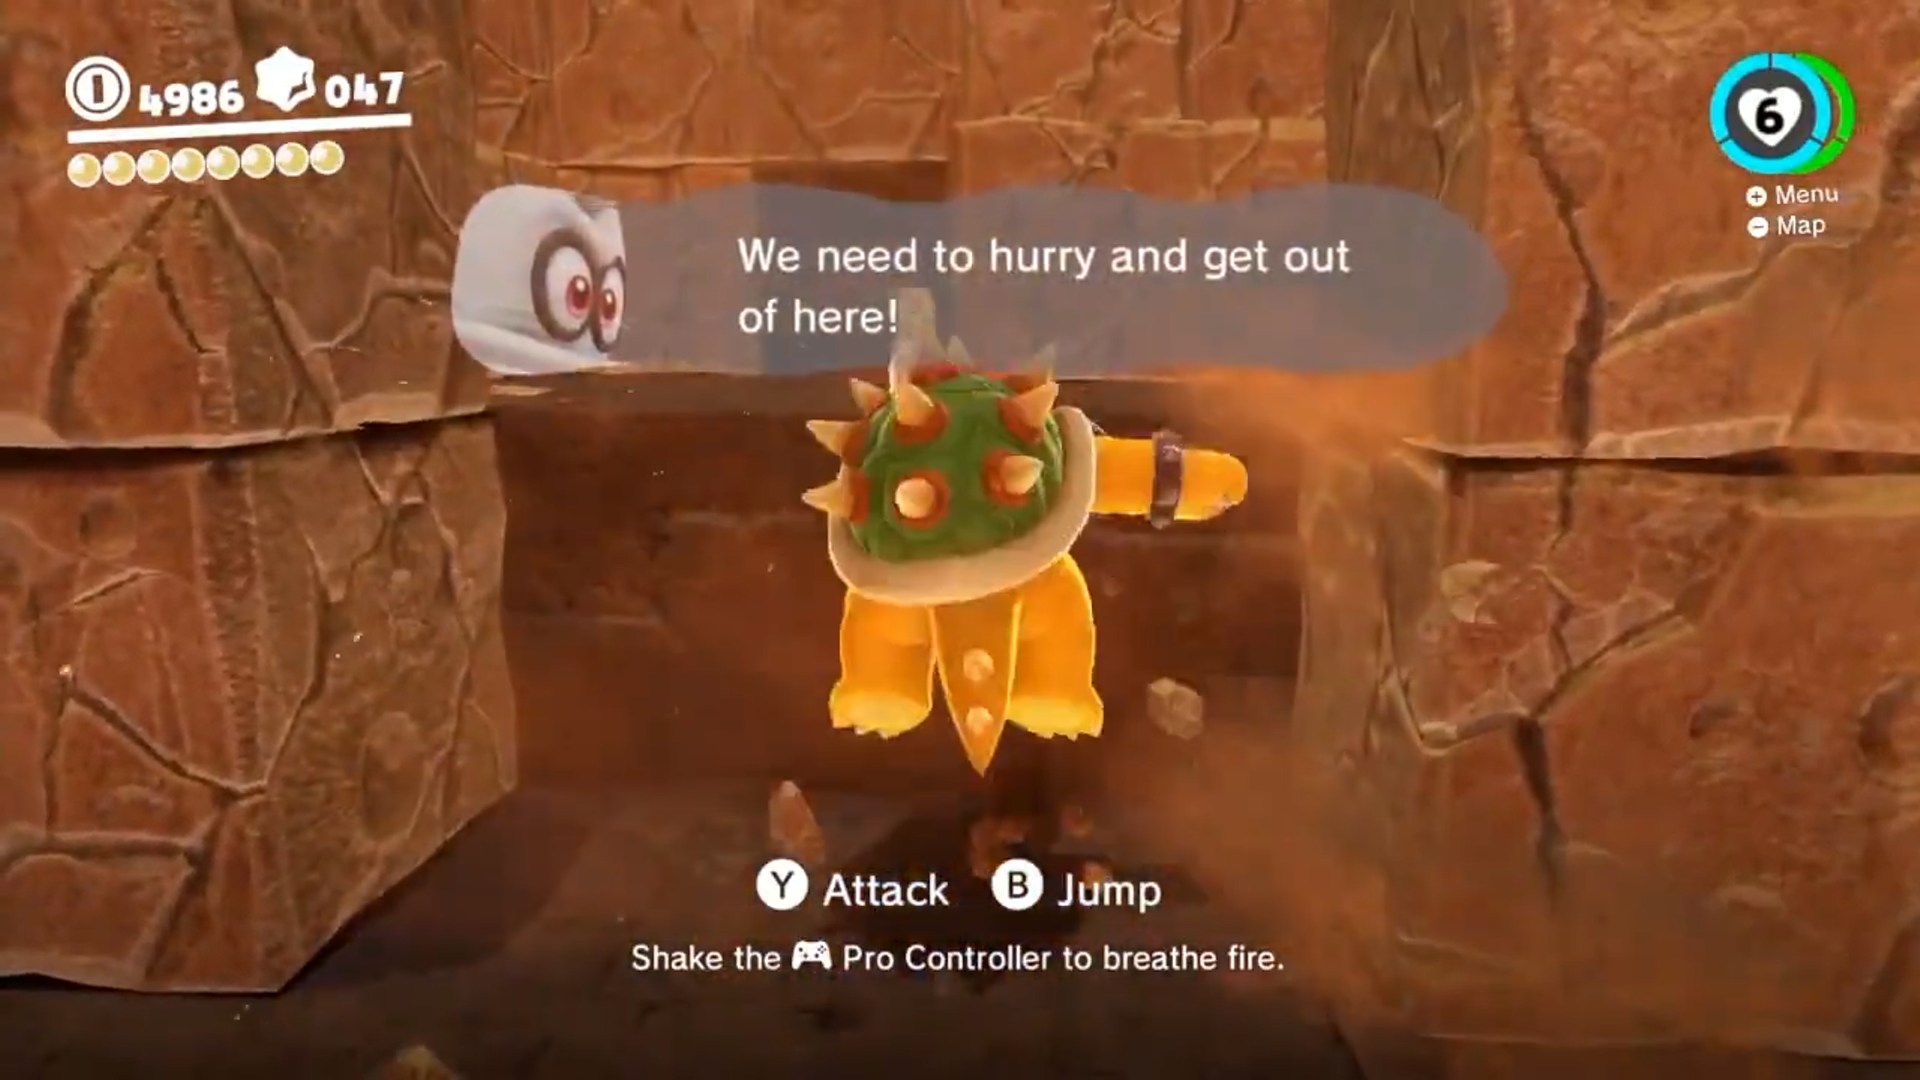 4986 047
6
Menu
Map
We need to hurry and get out
of here!
Y Attack B Jump
Shake the Pro Controller to breathe fire.